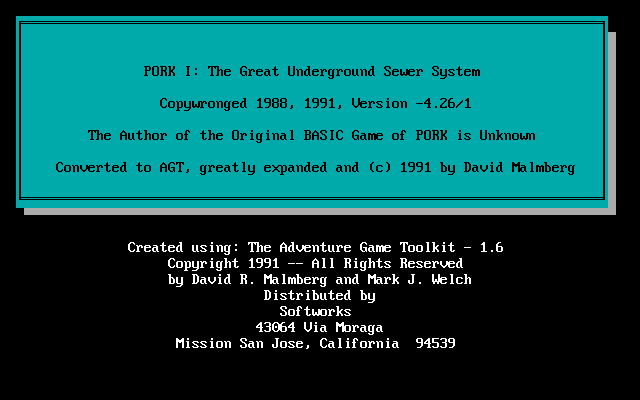 PORK I: The Great Underground Sewer System
Copywronged 1988, 1991, Version -4.26/1
The Author of the Original BASIC Game of PORK is Unknown
Converted to AGT, greatly expanded and (c) 1991 by David Malmberg
Created using: The Adventure Game Toolkit - 1.6
Copyright 1991 -- All Rights Reserved
by David R. Malmberg and Mark J. Welch
Distributed by
Softworks
43064 Via Moraga
Mission San Jose, California  94539